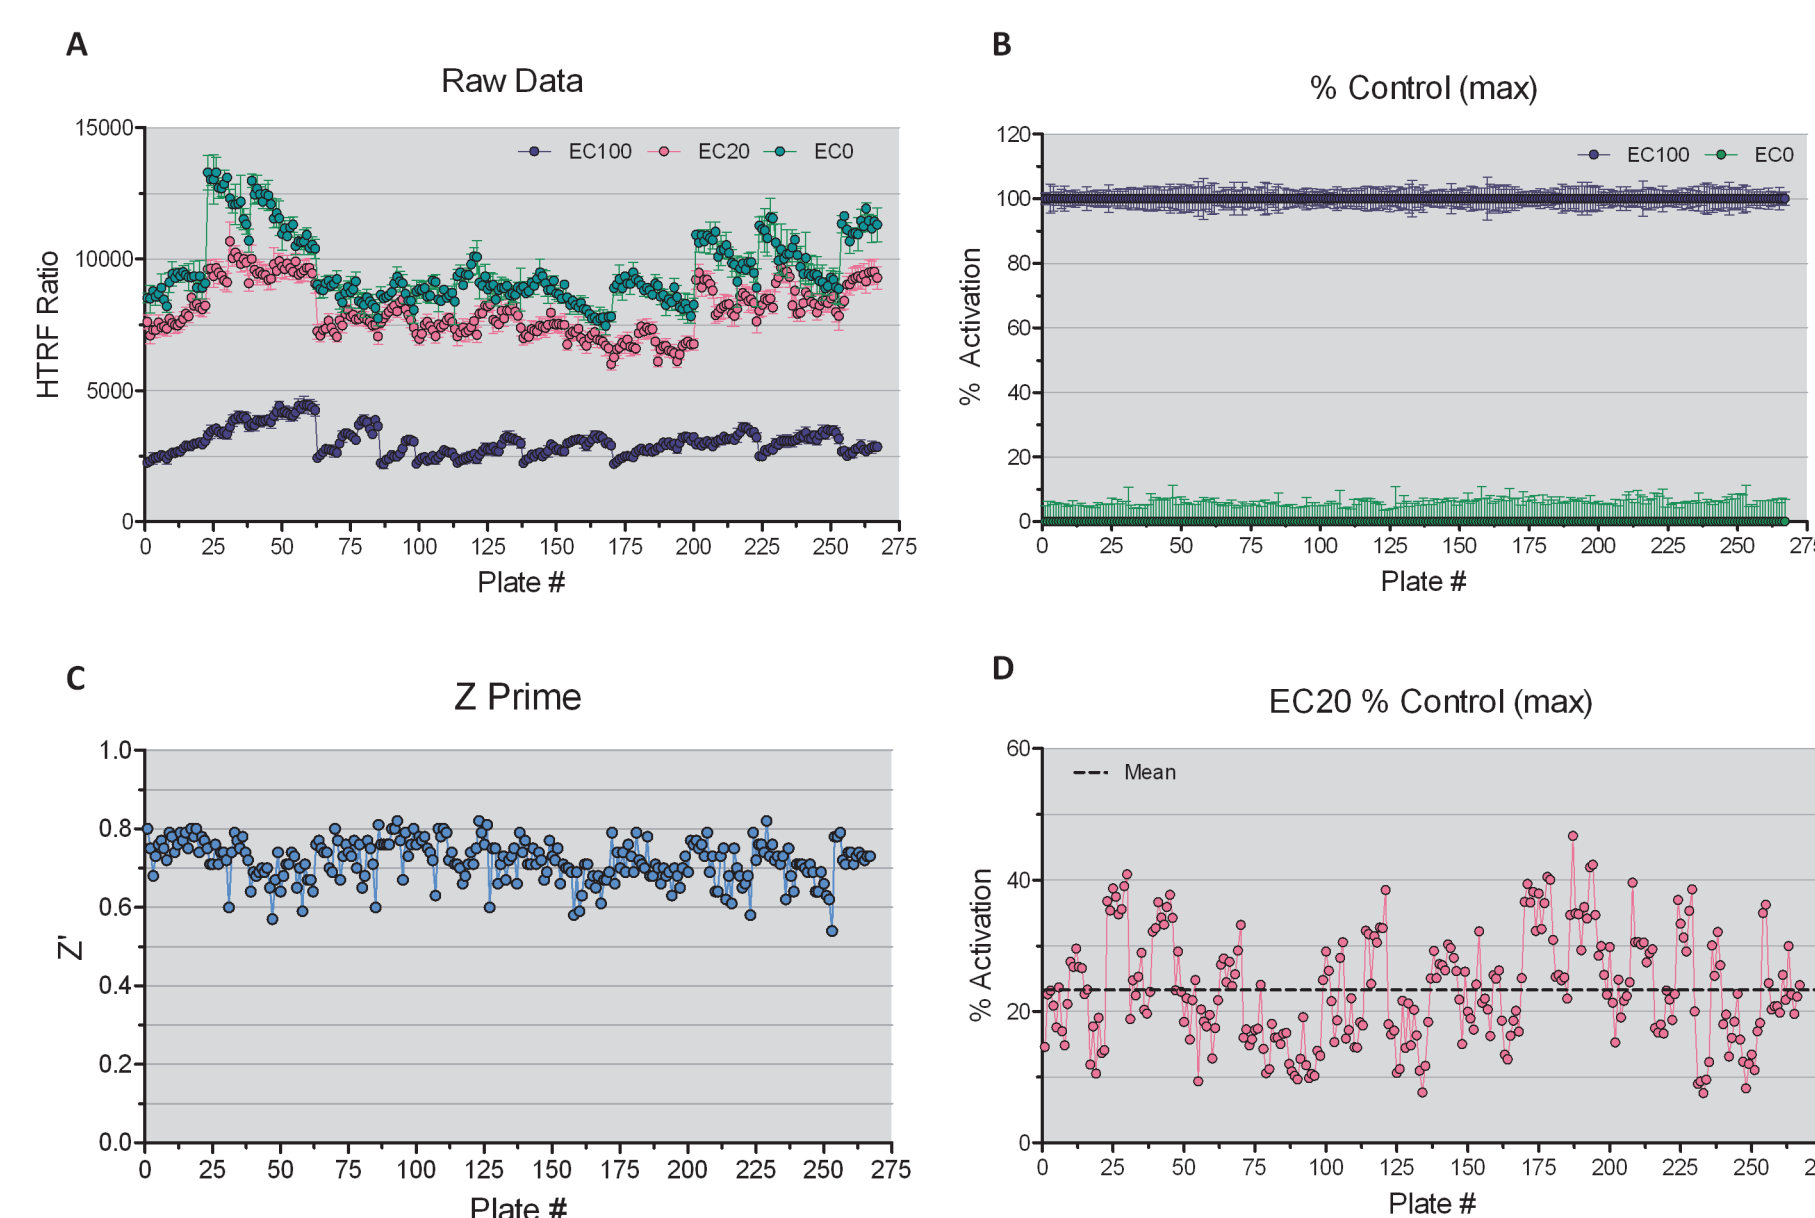 A
Raw Data
15000
10000
5000
0
HTRF Ratio
EC100 EC20 EC0
0 25 50 75 100 125 150 175 200 225 250 275
Plate #
B
% Control (max)
120
100
80
60
40
20
0
% Activation
EC100 EC0
0 25 50 75 100 125 150 175 200 225 250 275
Plate #
C
Z Prime
1.0
0.8
0.6
0.4
0.2
0.0
Z'
0 25 50 75 100 125 150 175 200 225 250 275
Plate #
D
EC20 % Control (max)
60
40
20
0
% Activation
Mean
0 25 50 75 100 125 150 175 200 225 250 2
Plate #